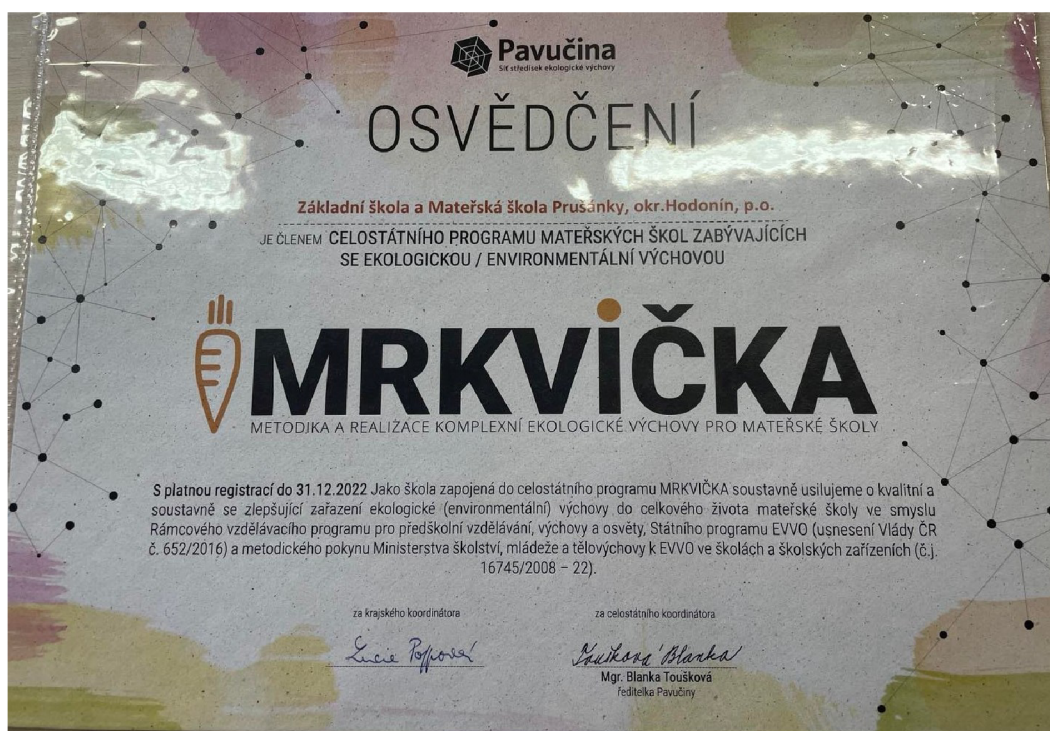 Pavučina
Síť středisek ekologické výchovy
OSVĚDČENÍ
Základní škola a Mateřská škola Prušánky, okr.Hodonín, p.o.
JE ČLENEM CELOSTÁTNÍHO PROGRAMU MATEŘSKÝCH ŠKOL ZABÝVAJÍCÍCH
SE EKOLOGICKOU / ENVIRONMENTÁLNÍ VÝCHOVOU
MRKVIČKA
METODIKA A REALIZACE KOMPLEXNÍ EKOLOGICKÉ VÝCHOVY PRO MATEŘSKÉ ŠKOLY
S platnou registrací do 31.12.2022 Jako škola zapojená do celostátního programu MRKVIČKA soustavně usilujeme o kvalitní a
soustavně se zlepšující zařazení ekologické (environmentální) výchovy do celkového života mateřské školy ve smyslu
Rámcového vzdělávacího programu pro předškolní vzdělávání, výchovy a osvěty, Státního programu EVVO (usnesení Vlády ČR
č. 652/2016) a metodického pokynu Ministerstva školství, mládeže a tělovýchovy k EVVO ve školách a školských zařízeních (č.j.
16745/2008 – 22).
za krajského koordinátora za celostátního koordinátora
Lucie Popová Toušková Blanka
Mgr. Blanka Toušková
ředitelka Pavučiny